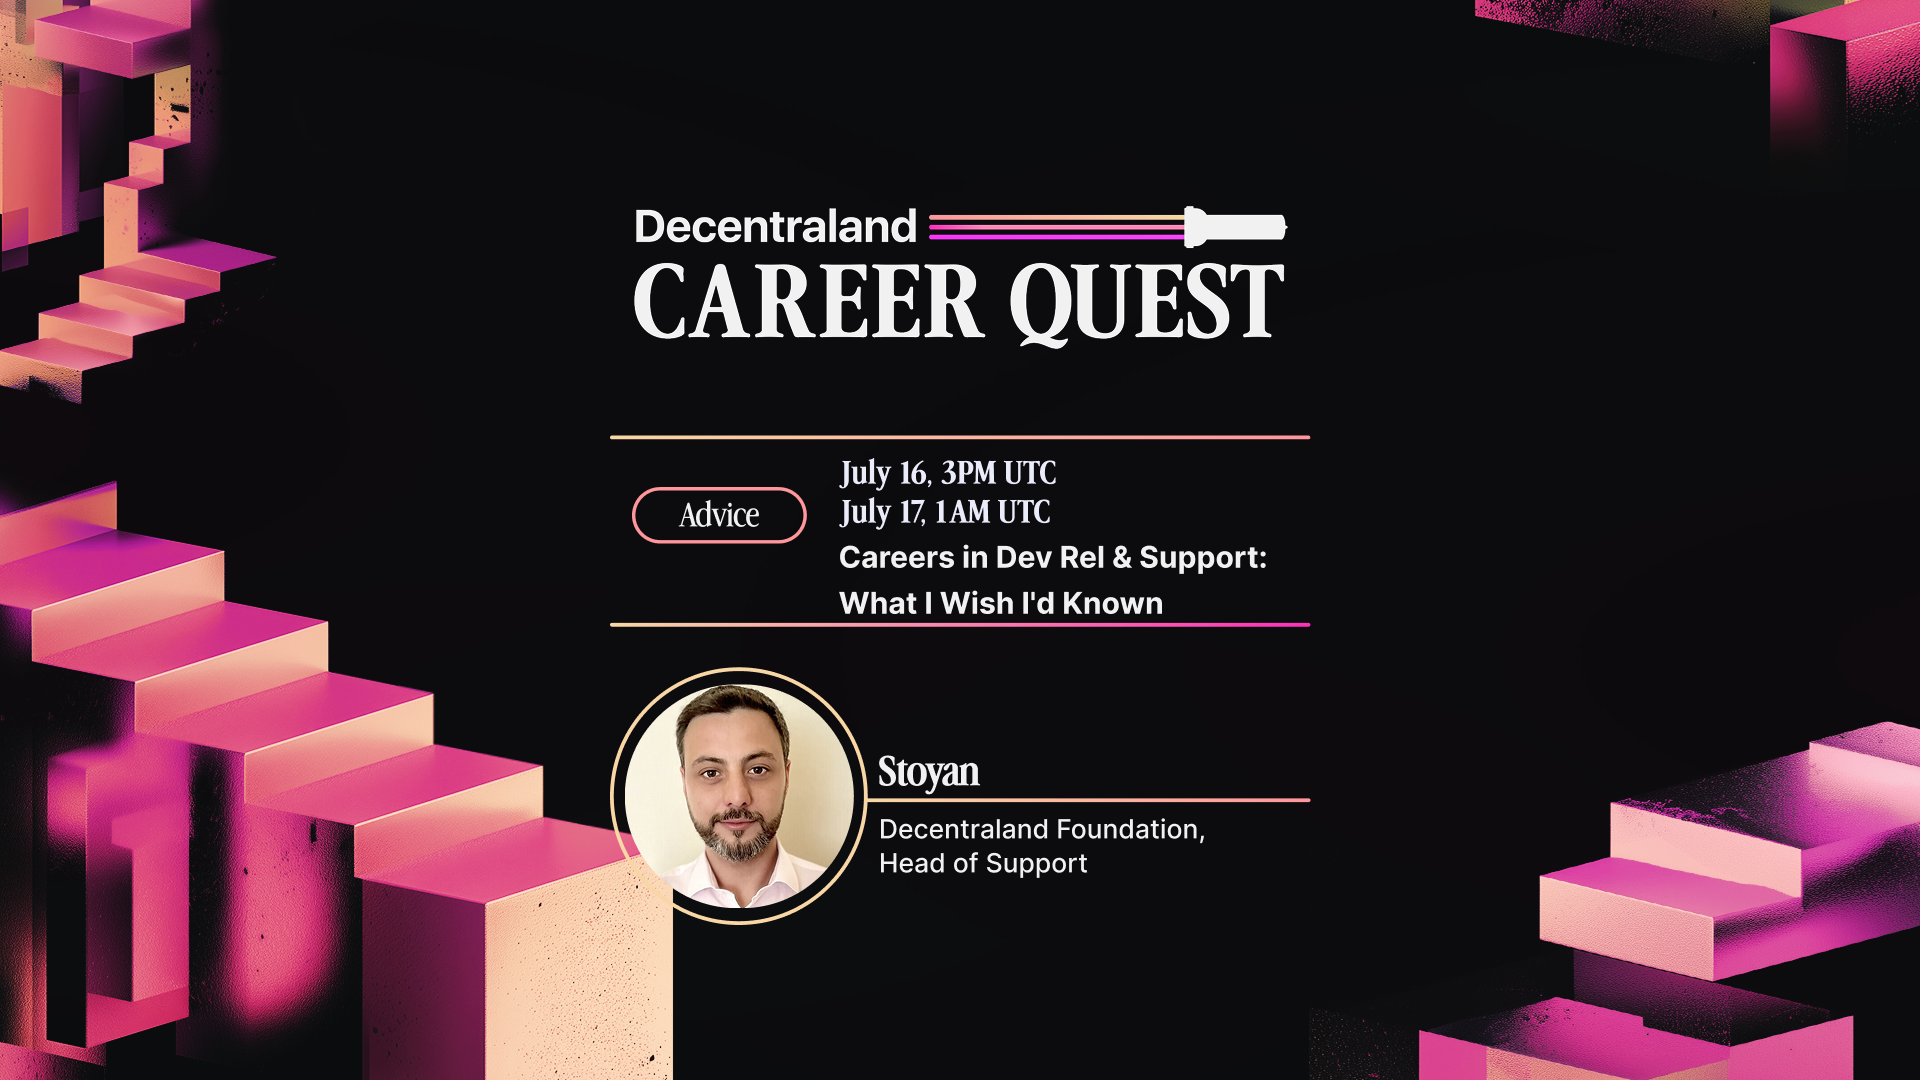 Decentraland
CAREER QUEST
Advice
July 16, 3PM UTC
July 17, 1AM UTC
Careers in Dev Rel & Support:
What I Wish I'd Known
Stoyan
Decentraland Foundation,
Head of Support